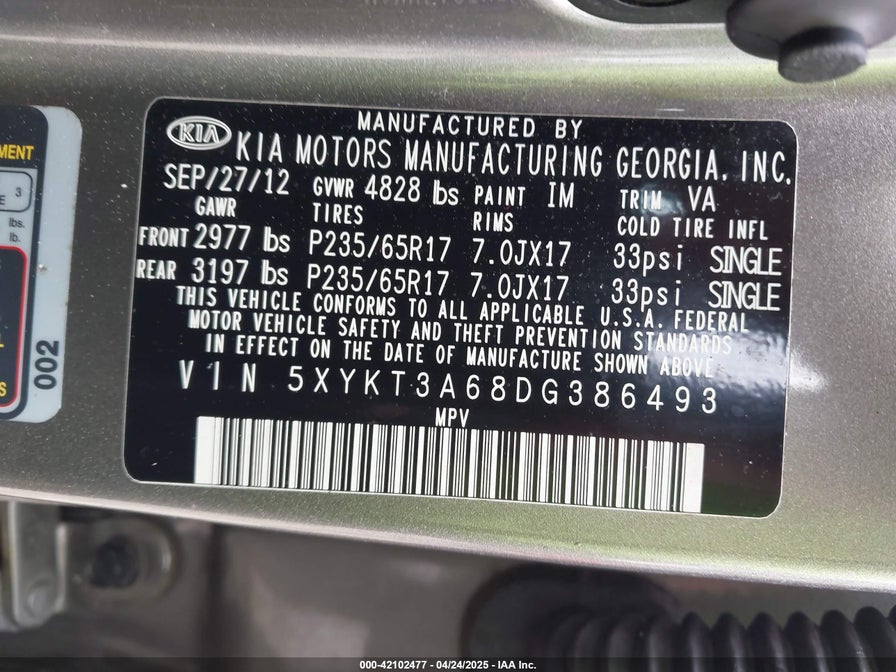 MANUFACTURED BY
KIA KIA MOTORS MANUFACTURING GEORGIA, INC.
SEP/27/12 GVWR 4828 lbs PAINT IM TRIM VA
GAWR TIRES RIMS COLD TIRE INFL
FRONT 2977 lbs P235/65R17 7.0JX17 33psi SINGLE
REAR 3197 lbs P235/65R17 7.0JX17 33psi SINGLE
THIS VEHICLE CONFORMS TO ALL APPLICABLE U.S.A. FEDERAL
MOTOR VEHICLE SAFETY AND THEFT PREVENTION STANDARDS
IN EFFECT ON THE DATE OF MANUFACTURE SHOWN ABOVE
VIN 5XYKT3A68DG386493
MPV
3
lbs.
lb.
002
000-42102477 - 04/24/2025 - IAA Inc.